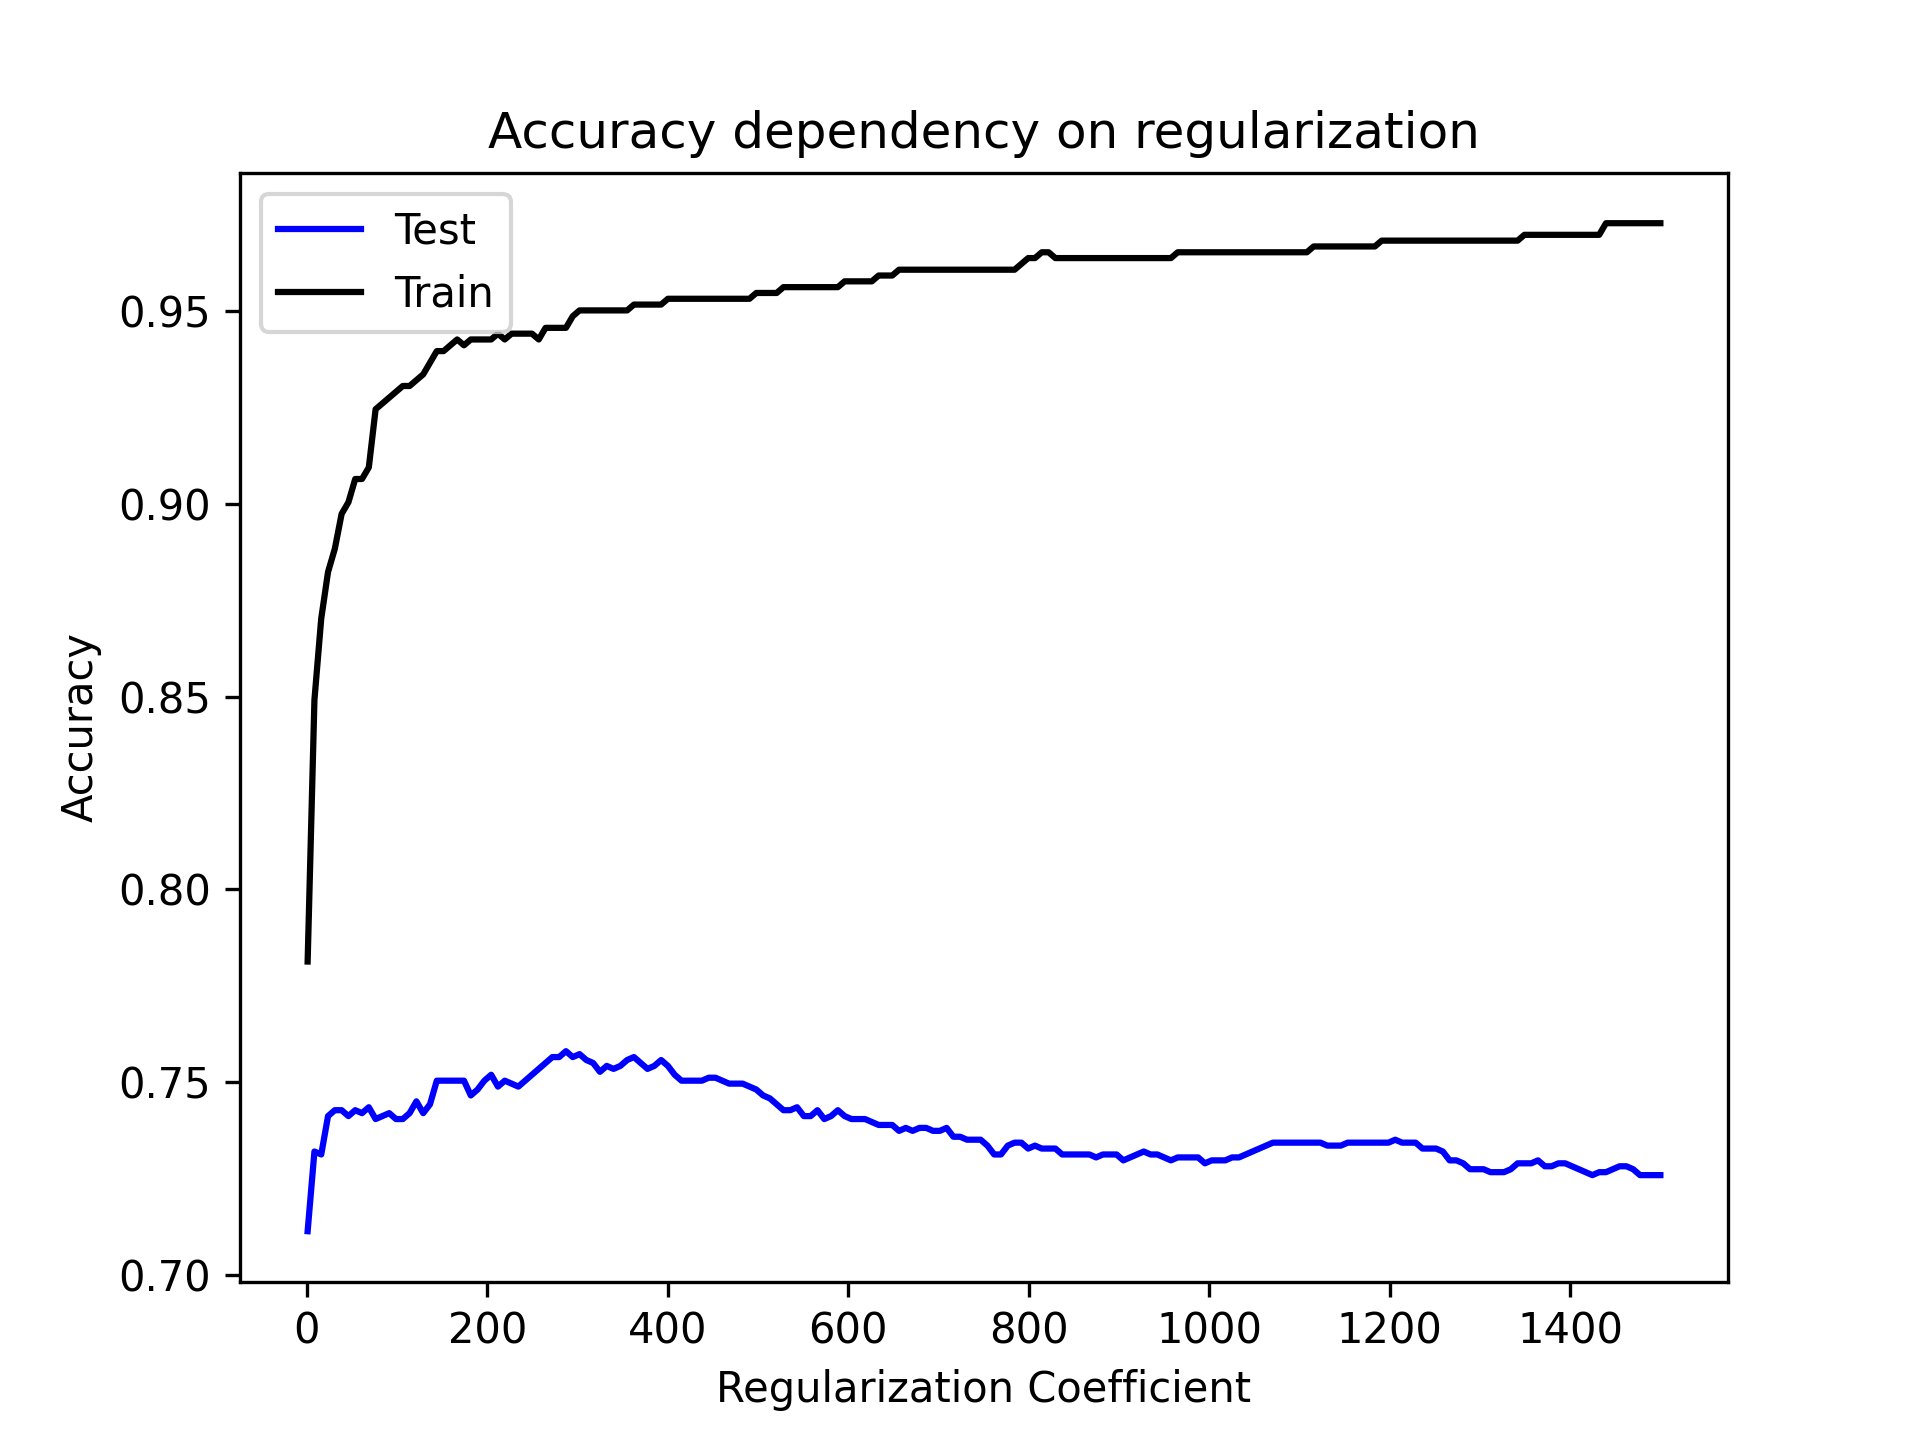 Accuracy dependency on regularization
Test
Train
Accuracy
0.95
0.90
0.85
0.80
0.75
0.70
0 200 400 600 800 1000 1200 1400
Regularization Coefficient